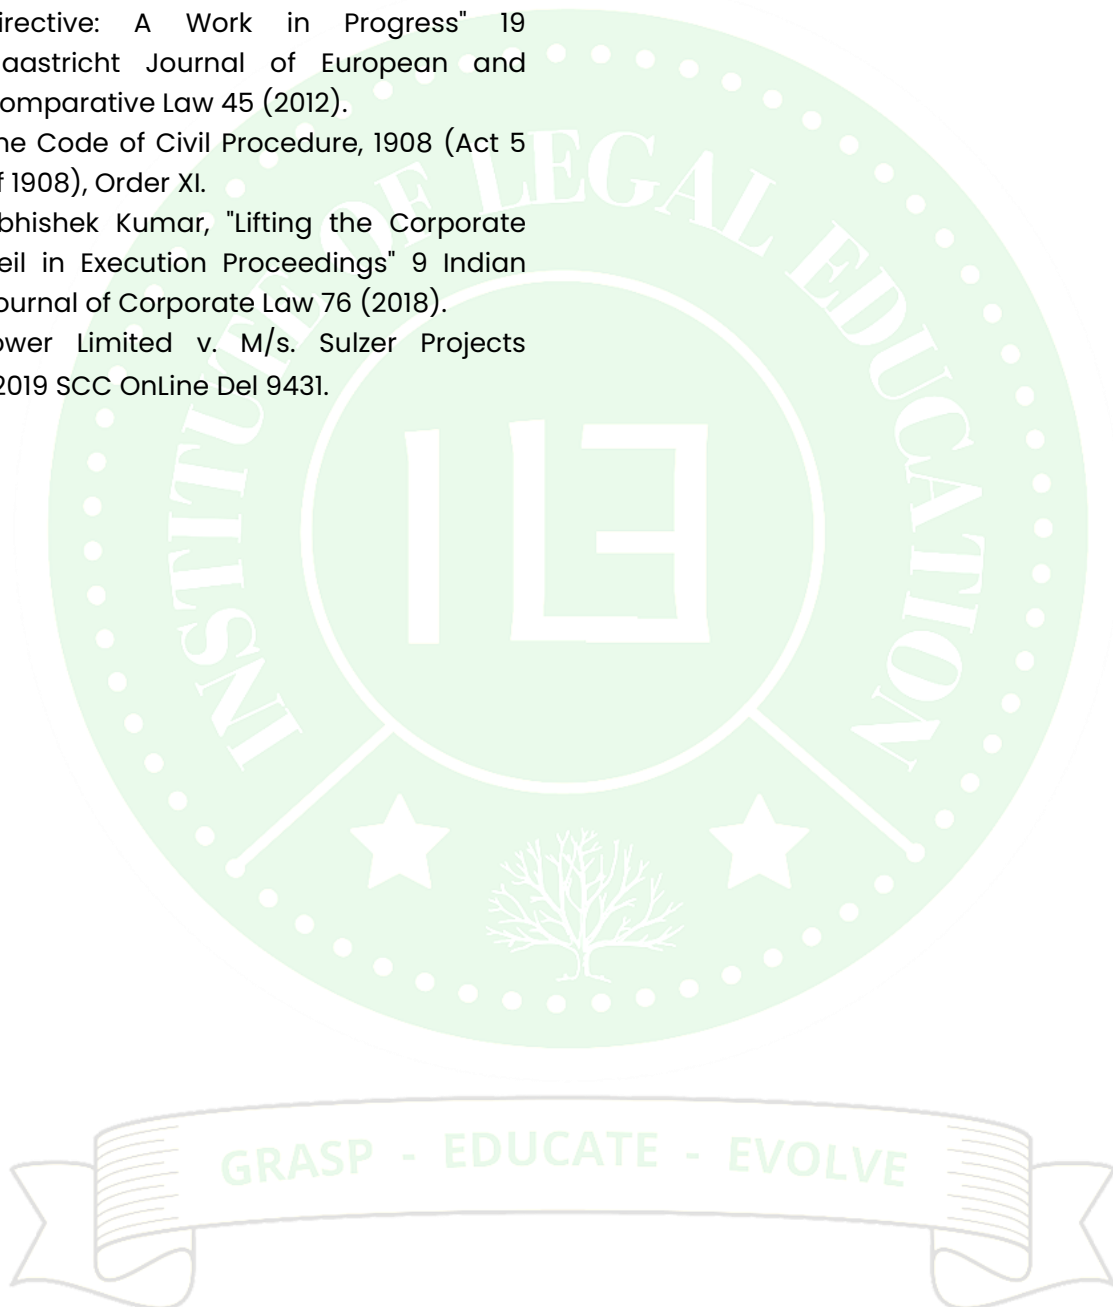 irective: A Work in Progress" 19
aastricht Journal of European and
omparative Law 45 (2012).
ne Code of Civil Procedure, 1908 (Act 5
f 1908), Order XI.
bhishek Kumar, "Lifting the Corporate
eil in Execution Proceedings" 9 Indian
ournal of Corporate Law 76 (2018).
ower Limited v. M/s. Sulzer Projects
2019 SCC OnLine Del 9431.
INSTITUTE OF LEGAL EDUCATION
ILE
GRASP - EDUCATE - EVOLVE